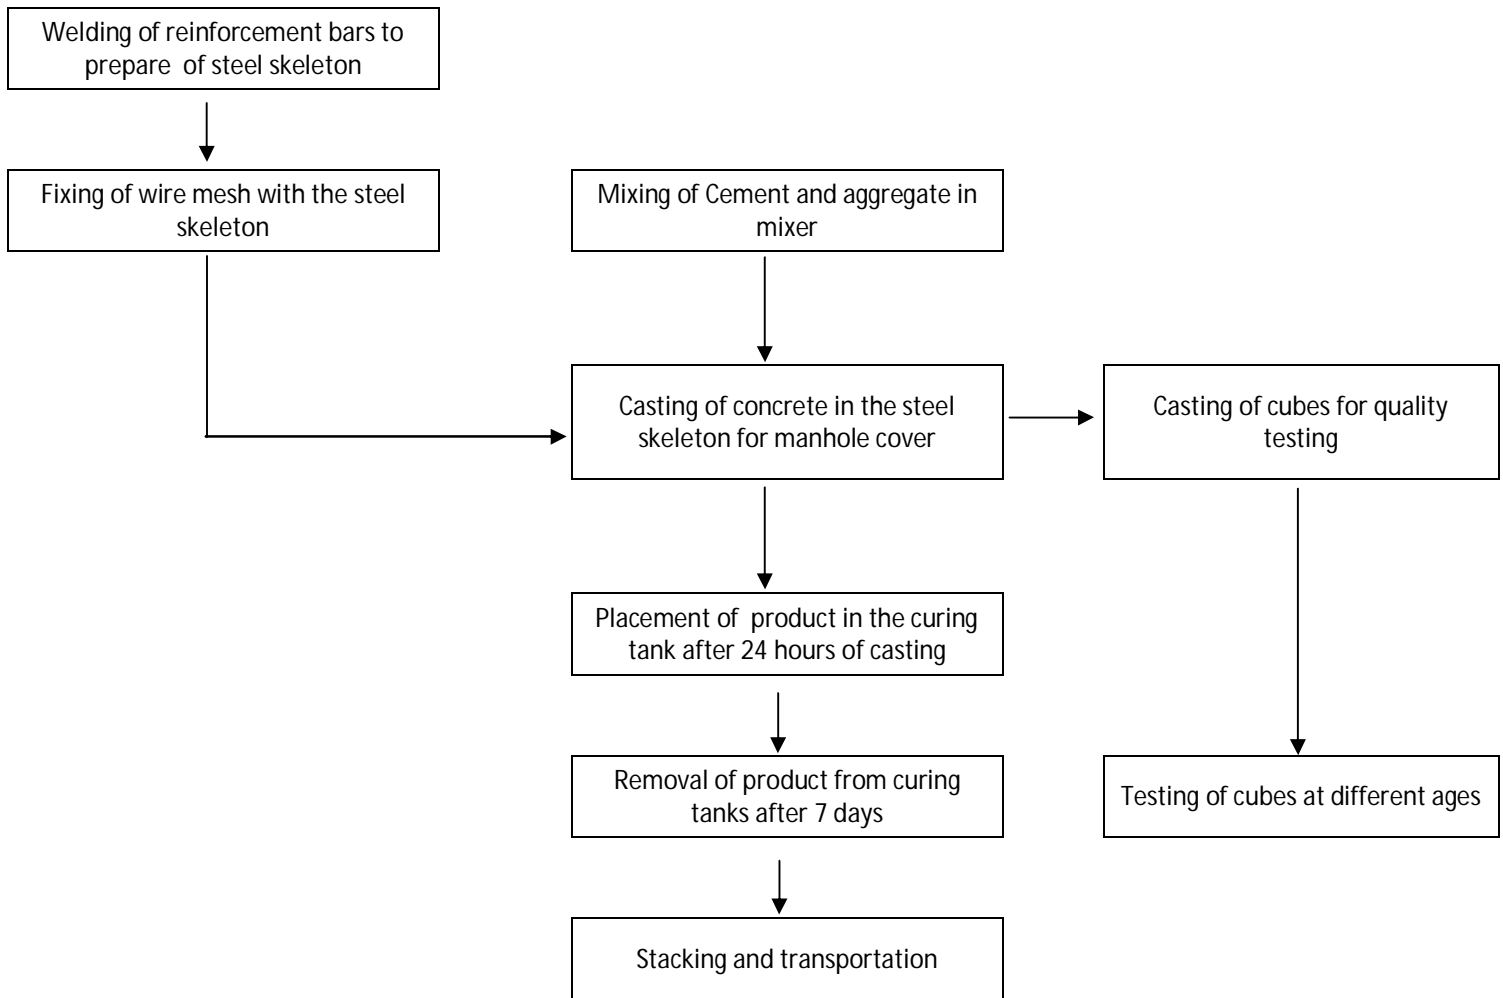 Welding of reinforcement bars to
prepare of steel skeleton
Fixing of wire mesh with the steel
skeleton
Mixing of Cement and aggregate in
mixer
Casting of concrete in the steel
skeleton for manhole cover
Casting of cubes for quality
testing
Placement of product in the curing
tank after 24 hours of casting
Removal of product from curing
tanks after 7 days
Testing of cubes at different ages
Stacking and transportation